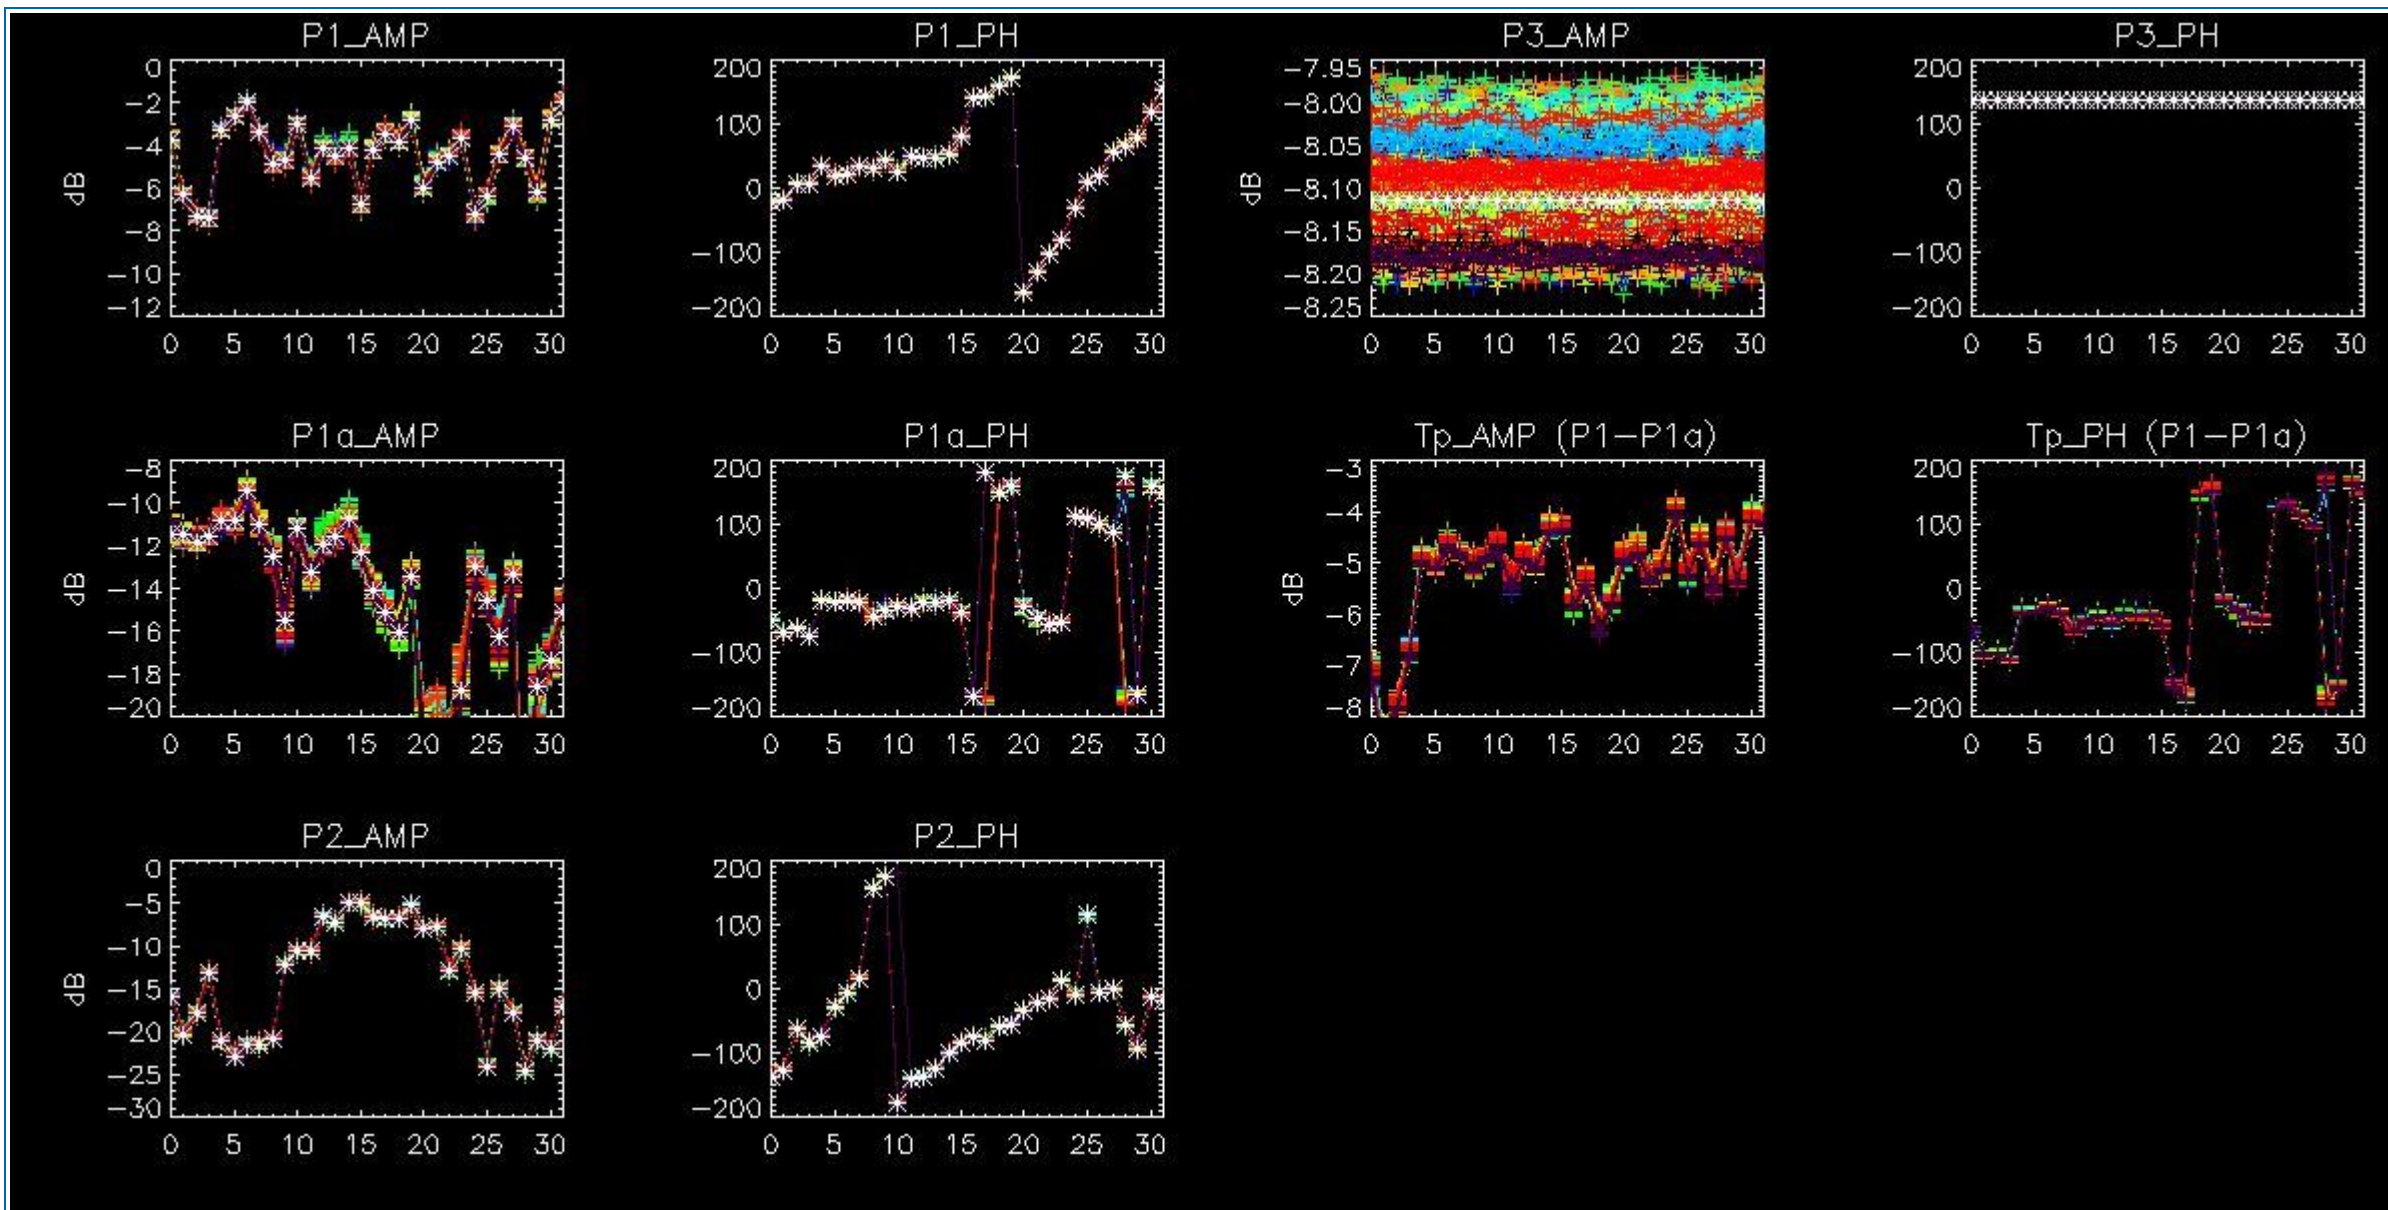 P1_AMP
P1_PH
P3_AMP
P3_PH
0
−2
−4
−6
−8
−10
−12
dB
0 5 10 15 20 25 30
200
100
0
−100
−200
0 5 10 15 20 25 30
−7.95
−8.00
−8.05
−8.10
−8.15
−8.20
−8.25
dB
0 5 10 15 20 25 30
200
100
0
−100
−200
0 5 10 15 20 25 30
P1a_AMP
P1a_PH
Tp_AMP (P1−P1a)
Tp_PH (P1−P1a)
−8
−10
−12
−14
−16
−18
−20
dB
0 5 10 15 20 25 30
200
100
0
−100
−200
0 5 10 15 20 25 30
−3
−4
−5
−6
−7
−8
dB
0 5 10 15 20 25 30
200
100
0
−100
−200
0 5 10 15 20 25 30
P2_AMP
P2_PH
0
−5
−10
−15
−20
−25
−30
dB
0 5 10 15 20 25 30
200
100
0
−100
−200
0 5 10 15 20 25 30